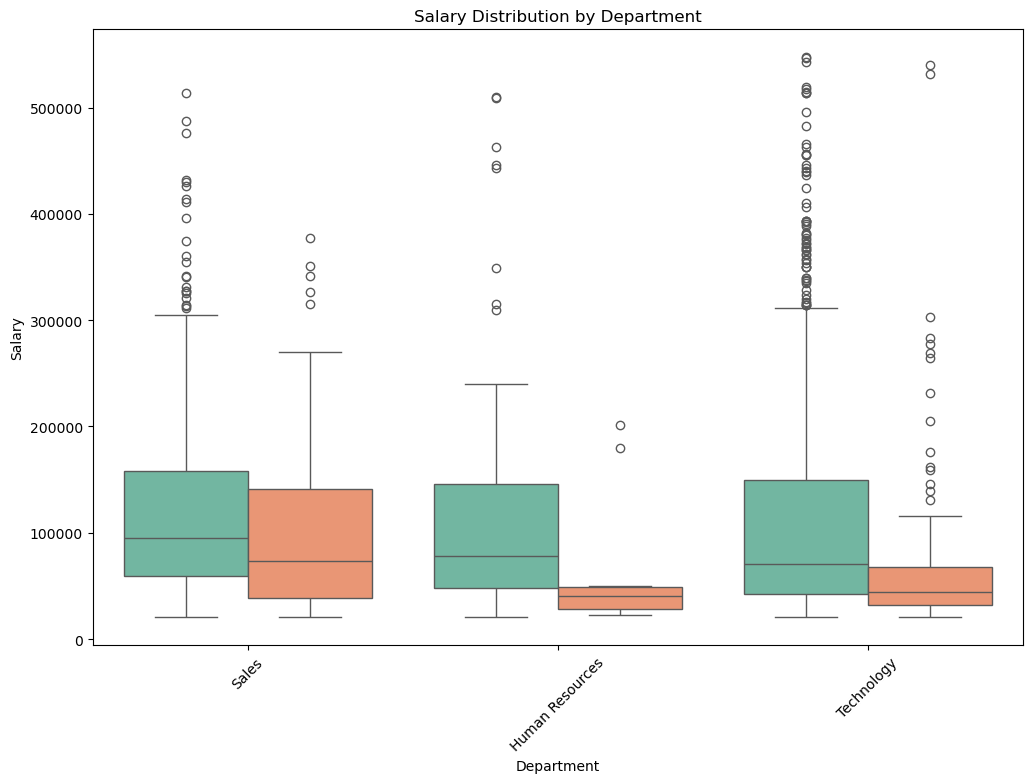 Salary Distribution by Department
500000
400000
300000
200000
100000
0
Salary
Sales
Human Resources
Technology
Department